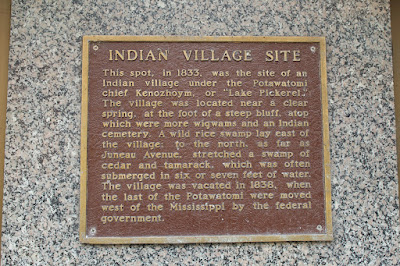 INDIAN VILLAGE SITE
This spot, in 1833, was the site of an
Indian village under the Potawatomi
chief Kenozhoym, or "Lake Pickerel."
The village was located near a clear
spring, at the foot of a steep bluff, atop
which were more wigwams and an Indian
cemetery. A wild rice swamp lay east of
the village; to the north, as far as
Juneau Avenue, stretched a swamp of
cedar and tamarack, which was often
submerged in six or seven feet of water.
The village was vacated in 1838, when
the last of the Potawatomi were moved
west of the Mississippi by the federal
government.